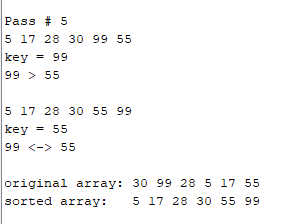 Pass # 5
5 17 28 30 99 55
key = 99
99 > 55
5 17 28 30 55 99
key = 55
99 <-> 55
original array: 30 99 28 5 17 55
sorted array: 5 17 28 30 55 99